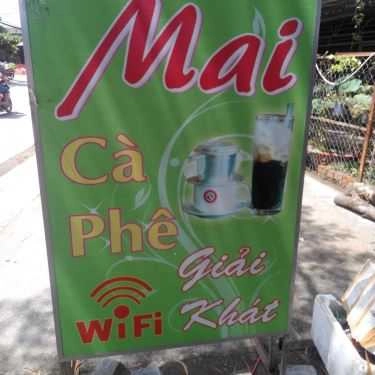 Mai
Cà
Phê
Giải
Khát
WiFi